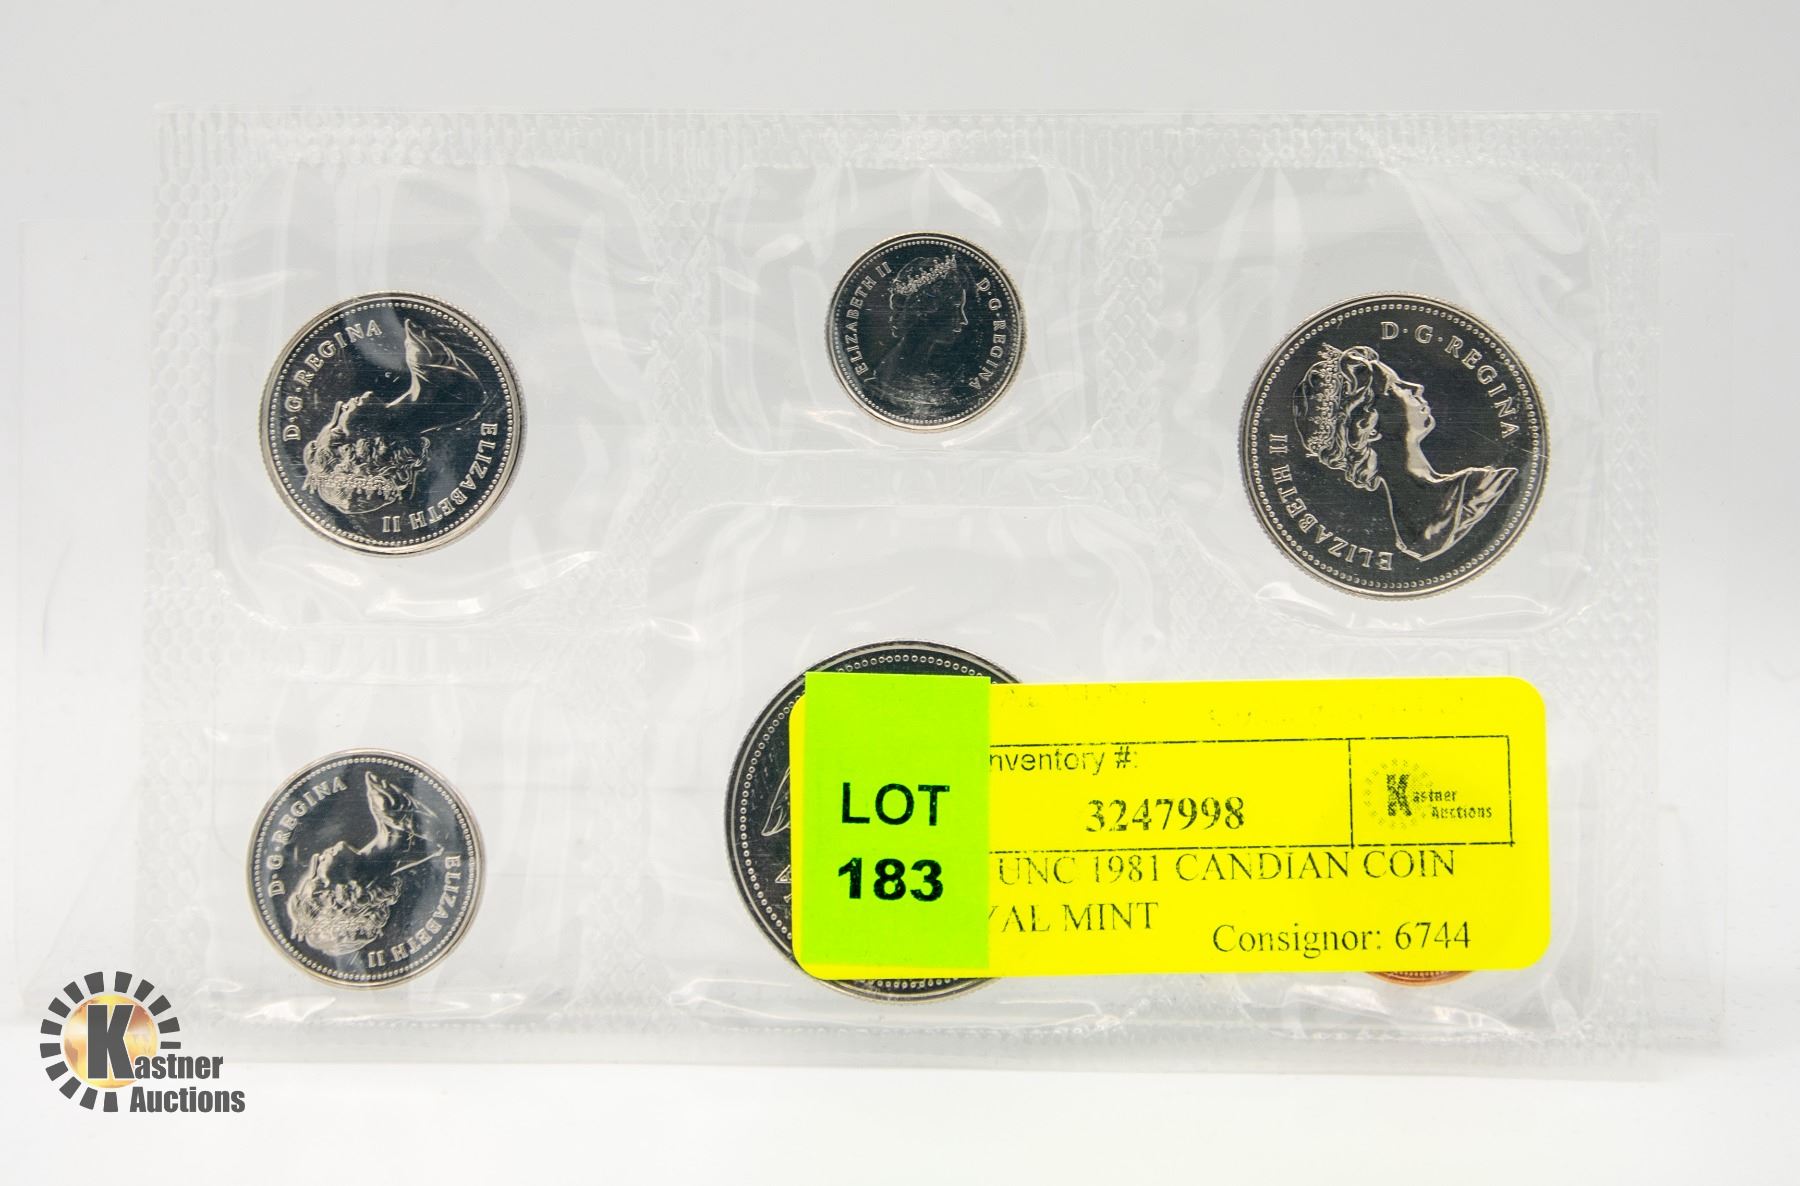 D·G·REGINA
ELIZABETH II
ELIZABETH II
D·G·REGINA
D·G·REGINA
ELIZABETH II
D·G·REGINA
ELIZABETH II
LOT
183
nventory #:
3247998
Kastner
Auctions
UNC 1981 CANDIAN COIN
YAL MINT
Consignor: 6744
Kastner
Auctions